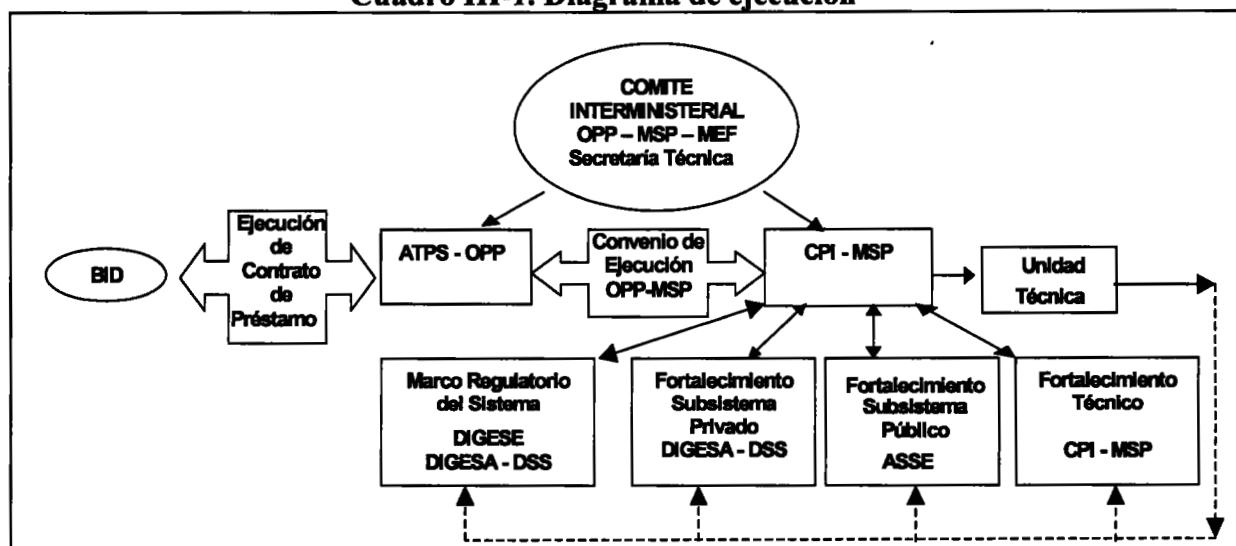 Cuadro III-1. Diagrama de ejecución
COMITE
INTERMINISTERIAL
OPP – MSP – MEF
Secretaría Técnica
BID
Ejecución
de
Contrato
de
Préstamo
ATPS - OPP
Convenio de
Ejecución
OPP-MSP
CPI - MSP
Unidad
Técnica
Marco Regulatorio
del Sistema
DIGESE
DIGESA - DSS
Fortalecimiento
Subsistema
Privado
DIGESA - DSS
Fortalecimiento
Subsistema
Público
ASSE
Fortalecimiento
Técnico
CPI - MSP